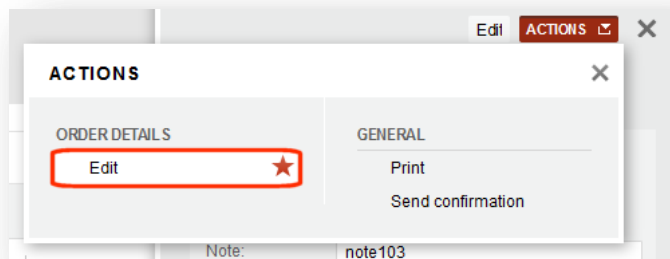 Edit ACTIONS
ACTIONS
ORDER DETAILS
Edit
GENERAL
Print
Send confirmation
Note: note103